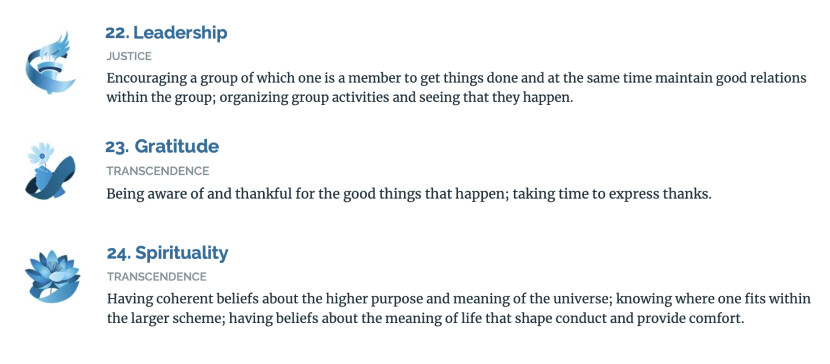 22. Leadership
JUSTICE
Encouraging a group of which one is a member to get things done and at the same time maintain good relations
within the group; organizing group activities and seeing that they happen.
23. Gratitude
TRANSCENDENCE
Being aware of and thankful for the good things that happen; taking time to express thanks.
24. Spirituality
TRANSCENDENCE
Having coherent beliefs about the higher purpose and meaning of the universe; knowing where one fits within
the larger scheme; having beliefs about the meaning of life that shape conduct and provide comfort.